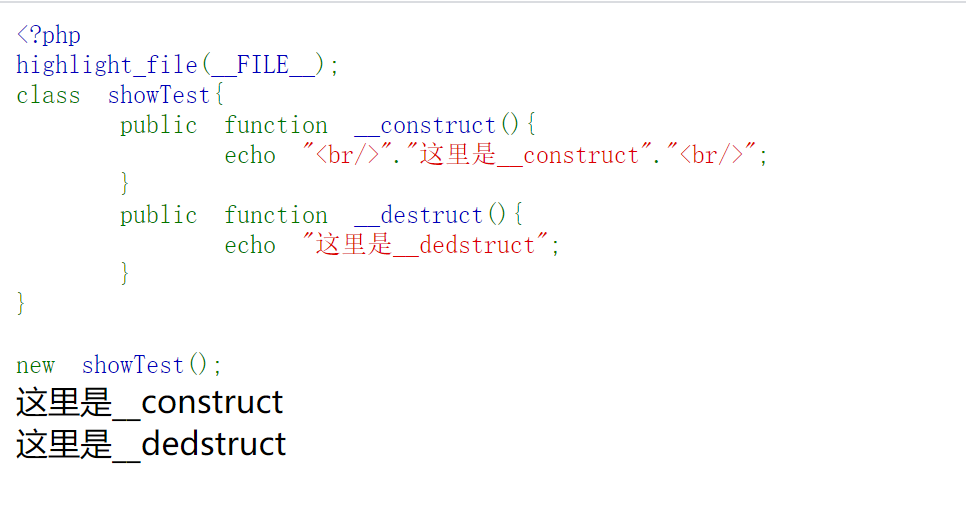 <?php
highlight_file(__FILE__);
class showTest{
public function __construct(){
echo "<br/>"."这里是__construct"."<br/>";
}
public function __destruct(){
echo "这里是__dedstruct";
}
}
new showTest();
这里是__construct
这里是__dedstruct